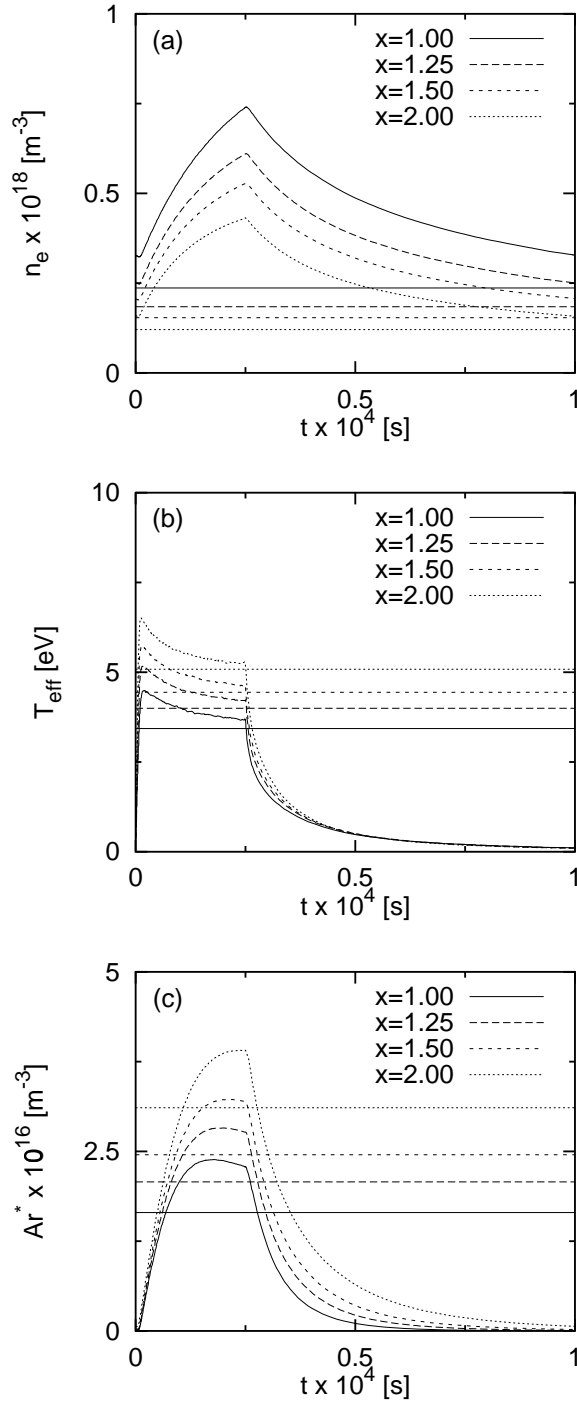 (a)
x=1.00
x=1.25
x=1.50
x=2.00
1
0.5
0
n_e x 10^18 [m^-3]
0 0.5 1
t x 10^4 [s]
(b)
x=1.00
x=1.25
x=1.50
x=2.00
10
5
0
T_eff [eV]
0 0.5 1
t x 10^4 [s]
(c)
x=1.00
x=1.25
x=1.50
x=2.00
5
2.5
0
Ar^* x 10^16 [m^-3]
0 0.5 1
t x 10^4 [s]